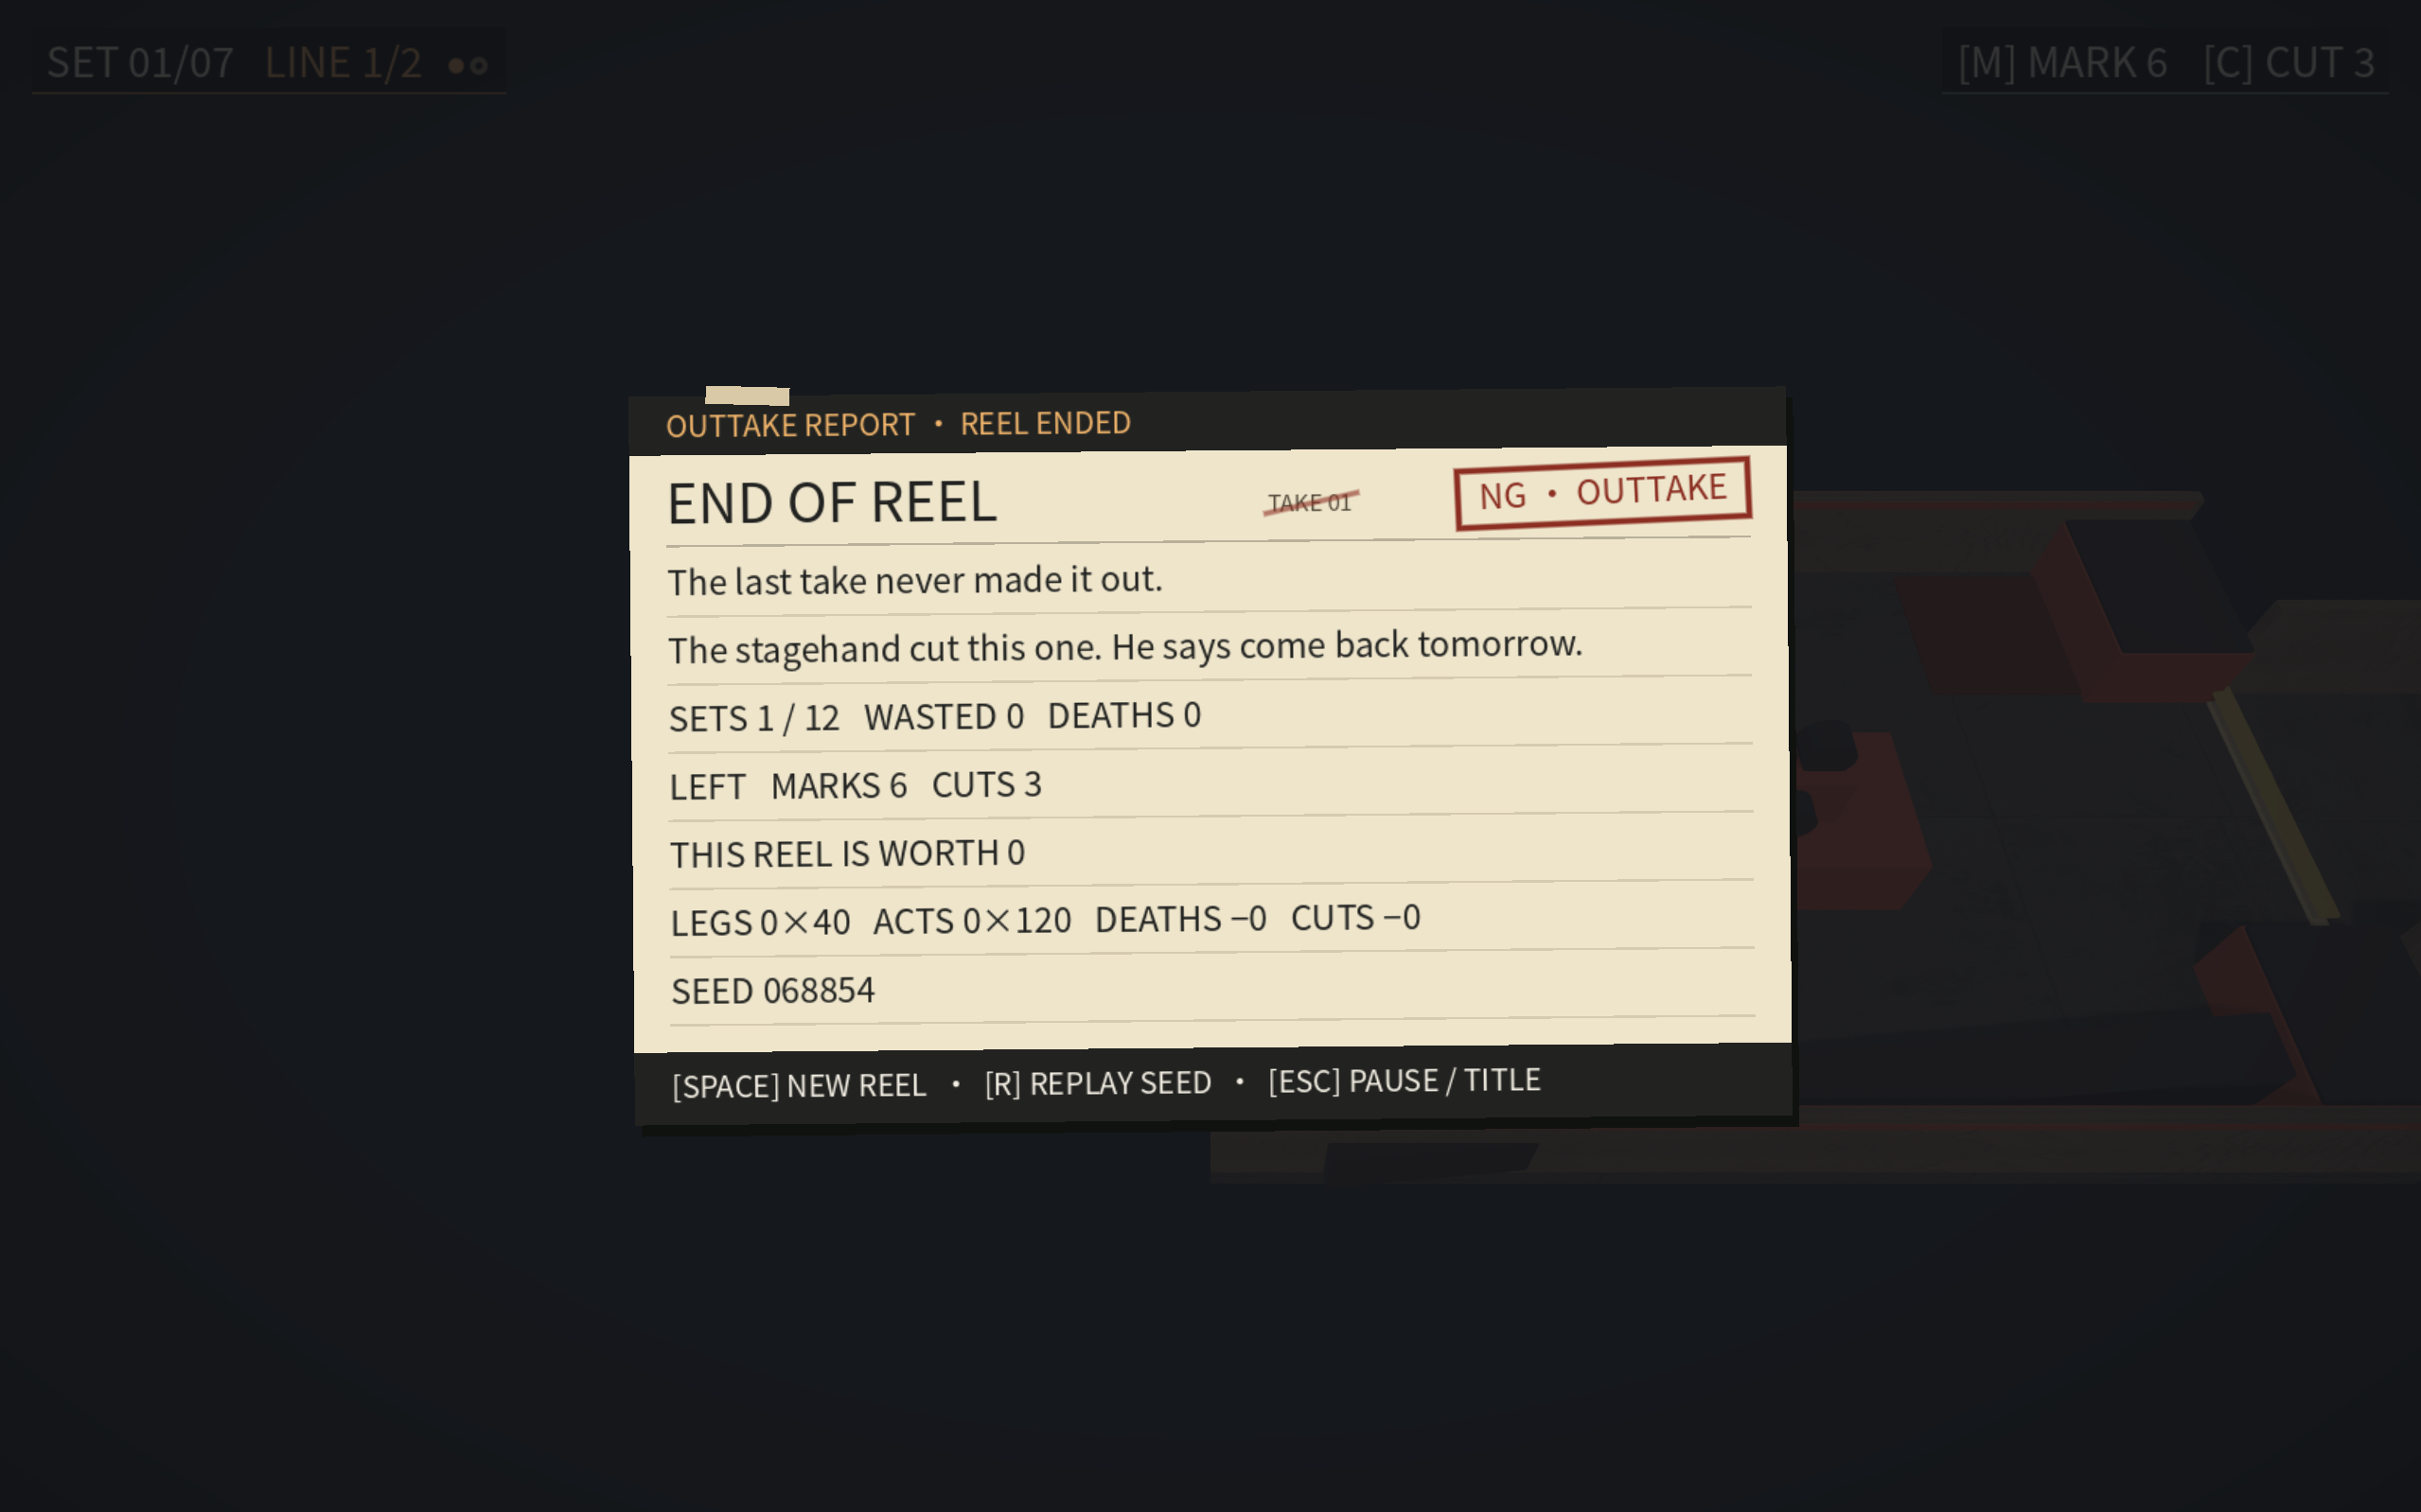 SET 01/07 LINE 1/2
[M] MARK 6 [C] CUT 3
OUTTAKE REPORT • REEL ENDED
END OF REEL
TAKE 01
NG • OUTTAKE
The last take never made it out.
The stagehand cut this one. He says come back tomorrow.
SETS 1 / 12 WASTED 0 DEATHS 0
LEFT MARKS 6 CUTS 3
THIS REEL IS WORTH 0
LEGS 0×40 ACTS 0×120 DEATHS −0 CUTS −0
SEED 068854
[SPACE] NEW REEL • [R] REPLAY SEED • [ESC] PAUSE / TITLE